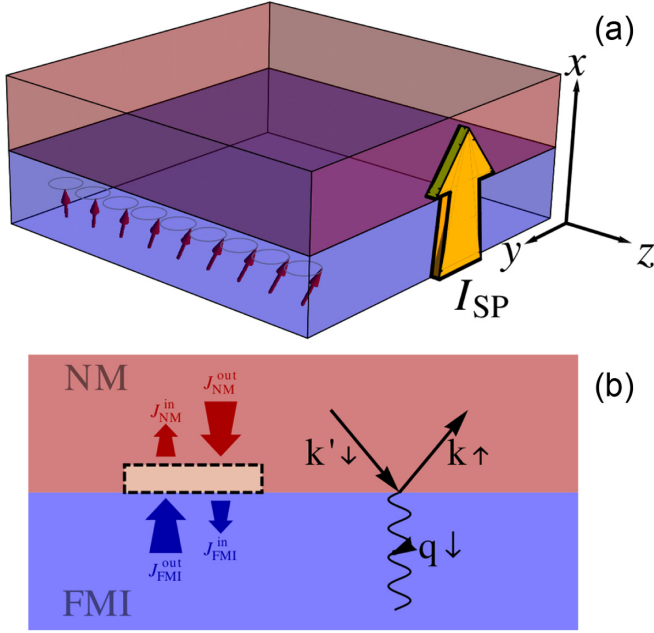 (a)
x
y
z
I_SP
(b)
NM
J_NM^in
J_NM^out
k'↓
k↑
q↓
J_FMI^out
J_FMI^in
FMI